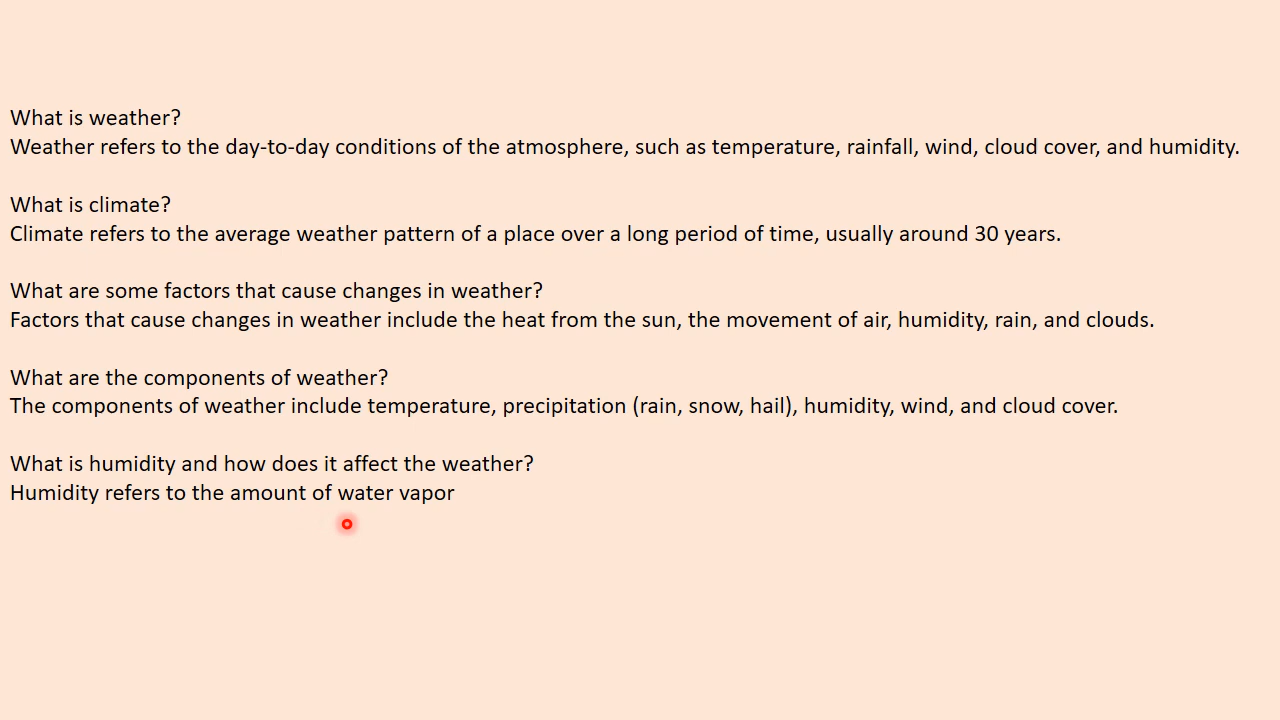 What is weather?
Weather refers to the day-to-day conditions of the atmosphere, such as temperature, rainfall, wind, cloud cover, and humidity.
What is climate?
Climate refers to the average weather pattern of a place over a long period of time, usually around 30 years.
What are some factors that cause changes in weather?
Factors that cause changes in weather include the heat from the sun, the movement of air, humidity, rain, and clouds.
What are the components of weather?
The components of weather include temperature, precipitation (rain, snow, hail), humidity, wind, and cloud cover.
What is humidity and how does it affect the weather?
Humidity refers to the amount of water vapor